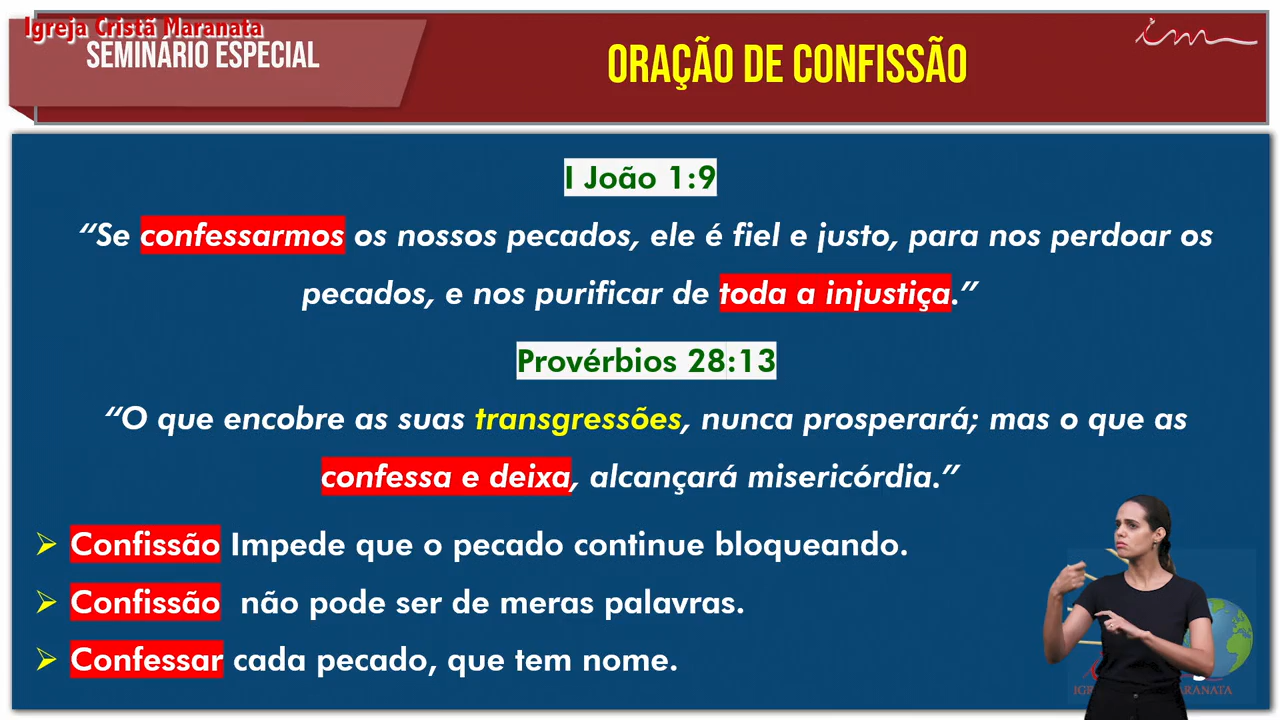 Igreja Cristã Maranata
SEMINÁRIO ESPECIAL
ORAÇÃO DE CONFISSÃO
I João 1:9
“Se confessarmos os nossos pecados, ele é fiel e justo, para nos perdoar os
pecados, e nos purificar de toda a injustiça.”
Provérbios 28:13
“O que encobre as suas transgressões, nunca prosperará; mas o que as
confessa e deixa, alcançará misericórdia.”
➢ Confissão Impede que o pecado continue bloqueando.
➢ Confissão não pode ser de meras palavras.
➢ Confessar cada pecado, que tem nome.